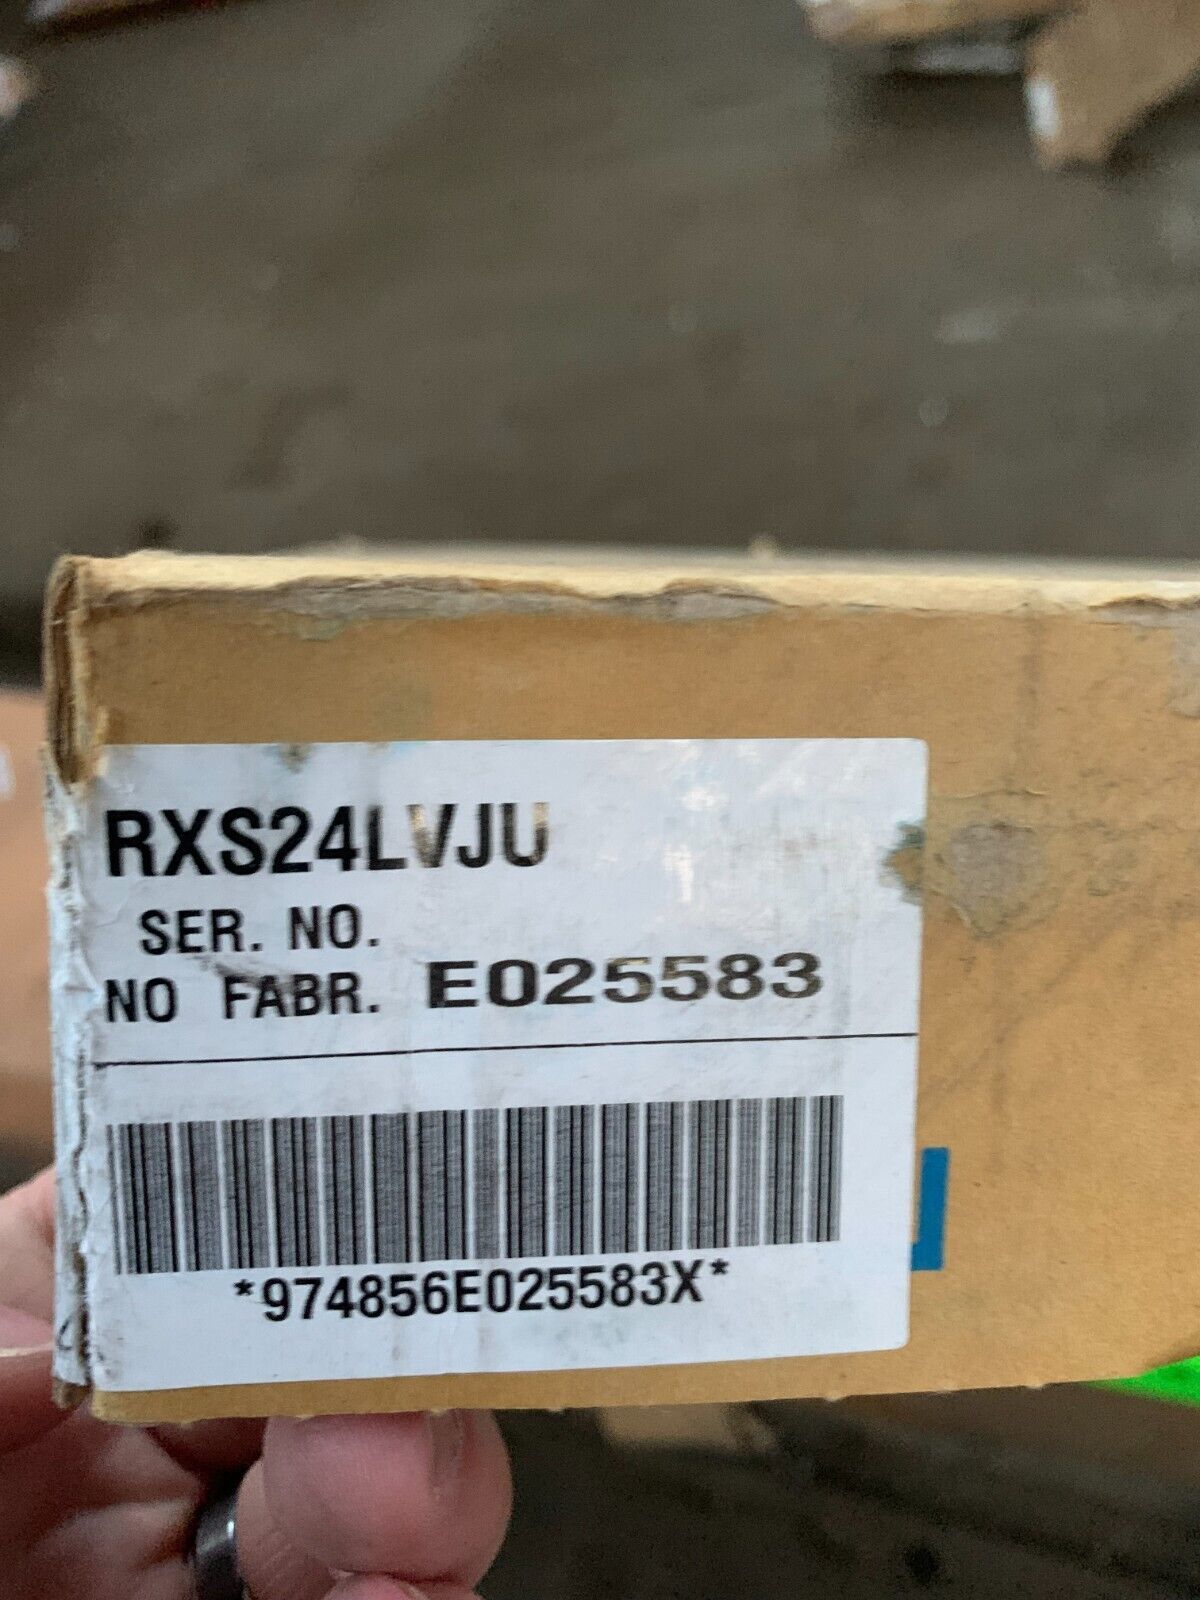 RXS24LVJU
SER. NO.
NO FABR. E025583
*974856E025583X*